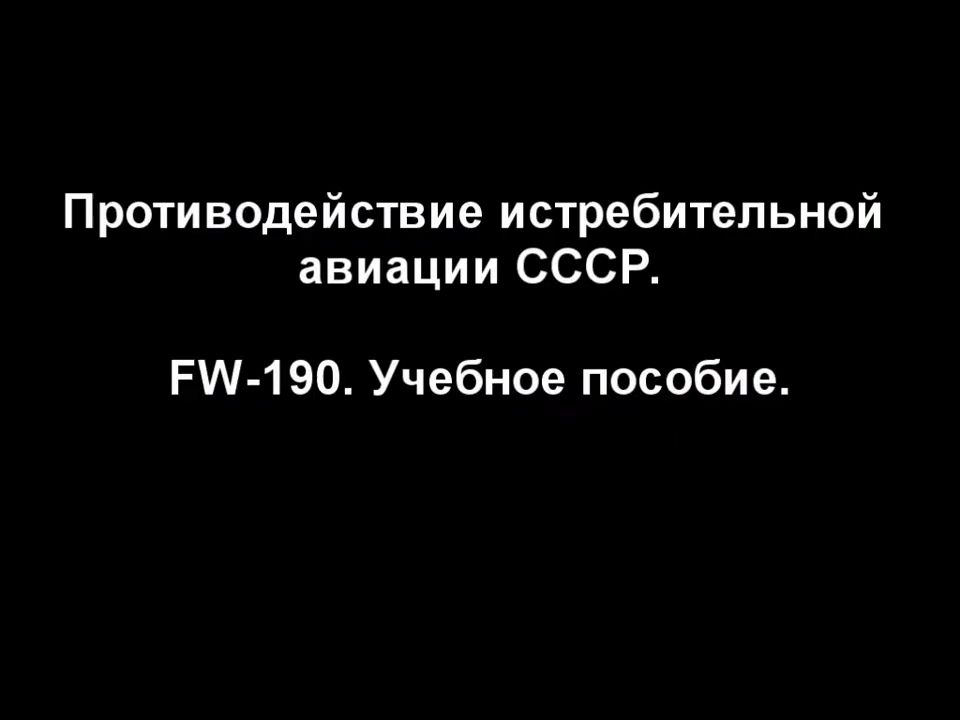 Противодействие истребительной
авиации СССР.
FW-190. Учебное пособие.